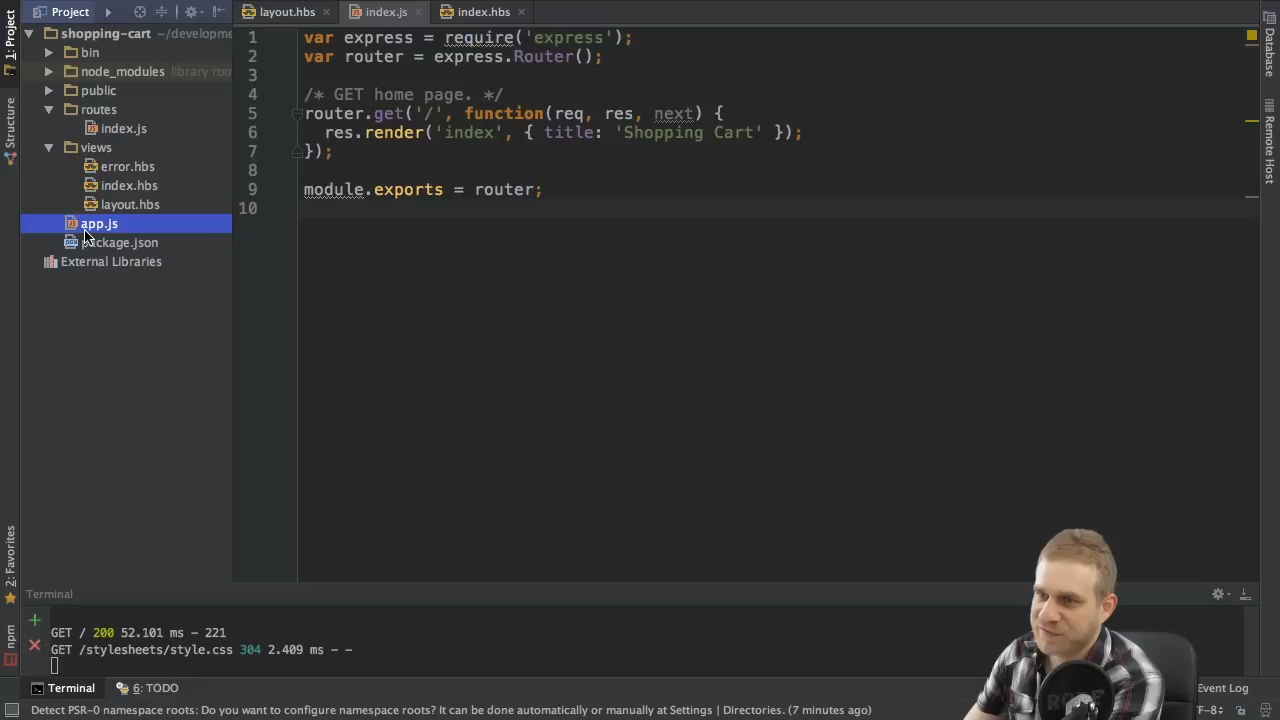 Project
layout.hbs
index.js
index.hbs
1: Project
Structure
2: Favorites
npm
Database
Remote Host
shopping-cart ~/developme
bin
node_modules library roo
public
routes
index.js
views
error.hbs
index.hbs
layout.hbs
app.js
package.json
External Libraries
1 var express = require('express');
2 var router = express.Router();
3
4 /* GET home page. */
5 router.get('/', function(req, res, next) {
6 res.render('index', { title: 'Shopping Cart' });
7 });
8
9 module.exports = router;
10
Terminal
GET / 200 52.101 ms - 221
GET /stylesheets/style.css 304 2.409 ms - -
Terminal
6: TODO
Event Log
Detect PSR-0 namespace roots: Do you want to configure namespace roots? It can be done automatically or manually at Settings | Directories. (7 minutes ago)
F-8